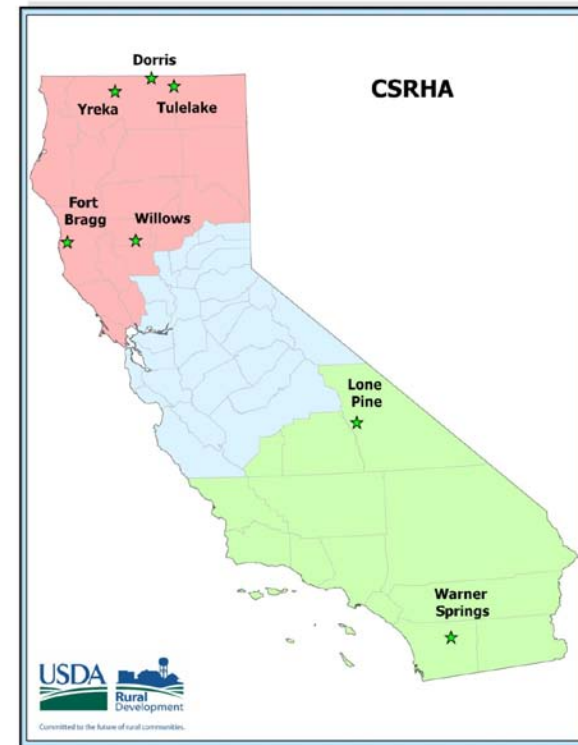 Dorris
CSRHA
Yreka
Tulelake
Fort
Bragg
Willows
Lone
Pine
Warner
Springs
USDA
Rural
Development
Committed to the future of rural communities.